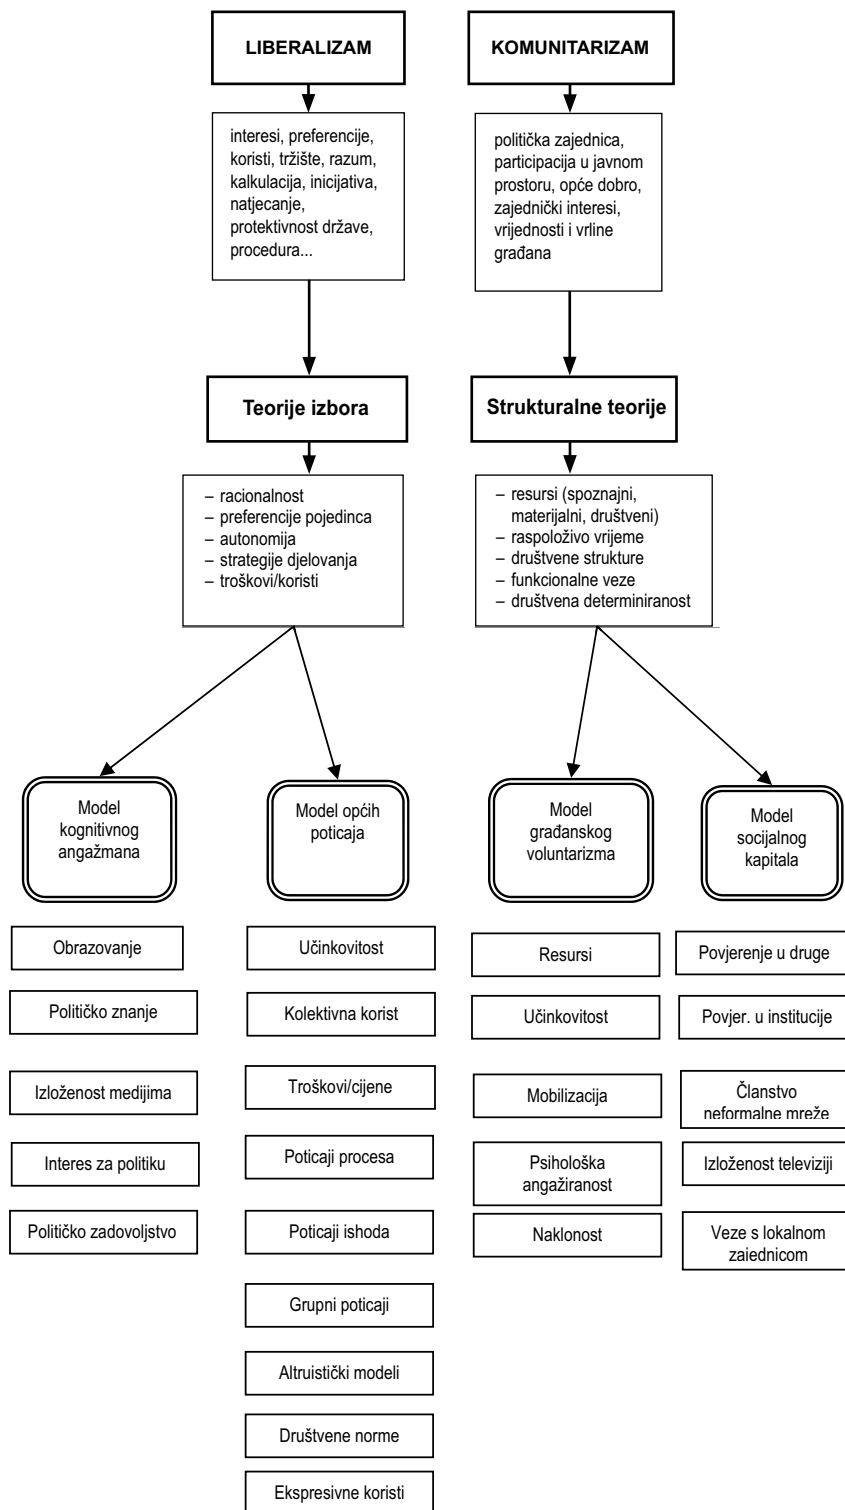 LIBERALIZAM
KOMUNITARIZAM
interesi, preferencije,
koristi, tržište, razum,
kalkulacija, inicijativa,
natjecanje,
protektivnost države,
procedura...
politička zajednica,
participacija u javnom
prostoru, opće dobro,
zajednički interesi,
vrijednosti i vrline
građana
Teorije izbora
Strukturalne teorije
– racionalnost
– preferencije pojedinca
– autonomija
– strategije djelovanja
– troškovi/koristi
– resursi (spoznajni,
materijalni, društveni)
– raspoloživo vrijeme
– društvene strukture
– funkcionalne veze
– društvena determiniranost
Model
kognitivnog
angažmana
Model općih
poticaja
Model
građanskog
voluntarizma
Model
socijalnog
kapitala
Obrazovanje
Političko znanje
Izloženost medijima
Interes za politiku
Političko zadovoljstvo
Učinkovitost
Kolektivna korist
Troškovi/cijene
Poticaji procesa
Poticaji ishoda
Grupni poticaji
Altruistički modeli
Društvene norme
Ekspresivne koristi
Resursi
Učinkovitost
Mobilizacija
Psihološka
angažiranost
Naklonost
Povjerenje u druge
Povjer. u institucije
Članstvo
neformalne mreže
Izloženost televiziji
Veze s lokalnom
zajednicom